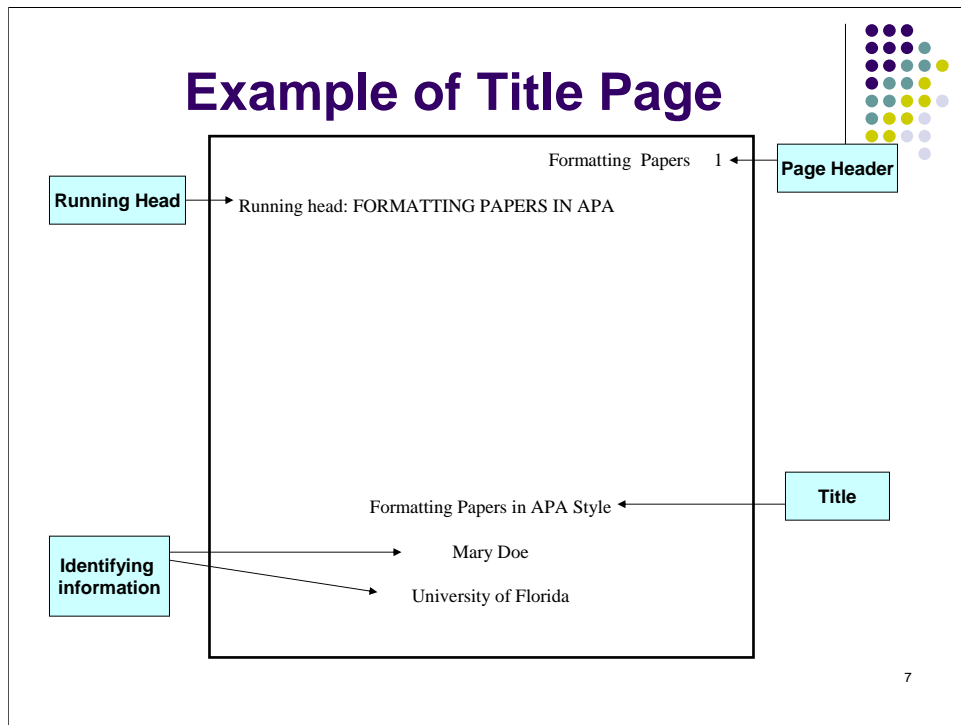 Example of Title Page
Formatting Papers 1
Page Header
Running Head
Running head: FORMATTING PAPERS IN APA
Title
Formatting Papers in APA Style
Identifying
information
Mary Doe
University of Florida
7